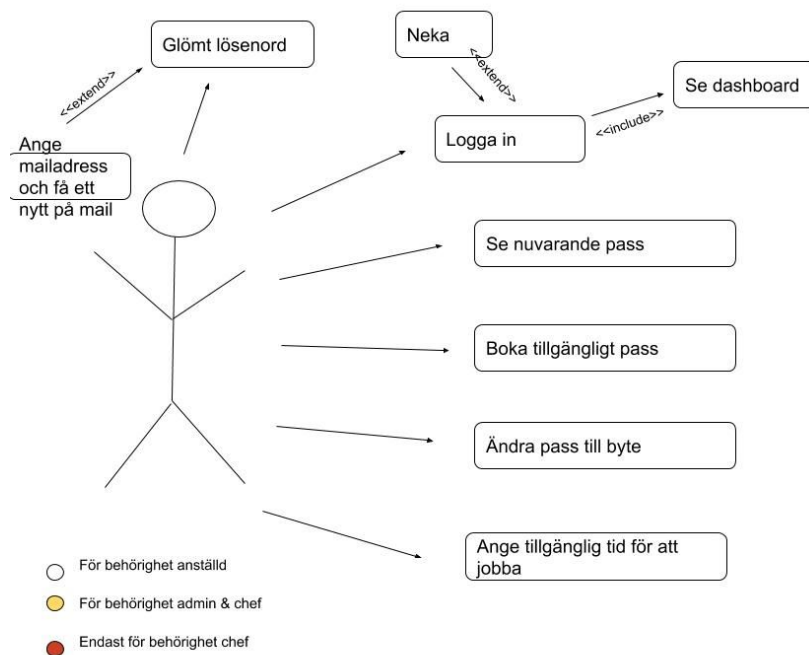 Glömt lösenord
Neka
<<extend>>
<<extend>>
Se dashboard
Ange
mailadress
och få ett
nytt på mail
Logga in
<<include>>
Se nuvarande pass
Boka tillgängligt pass
Ändra pass till byte
Ange tillgänglig tid för att
jobba
För behörighet anställd
För behörighet admin & chef
Endast för behörighet chef